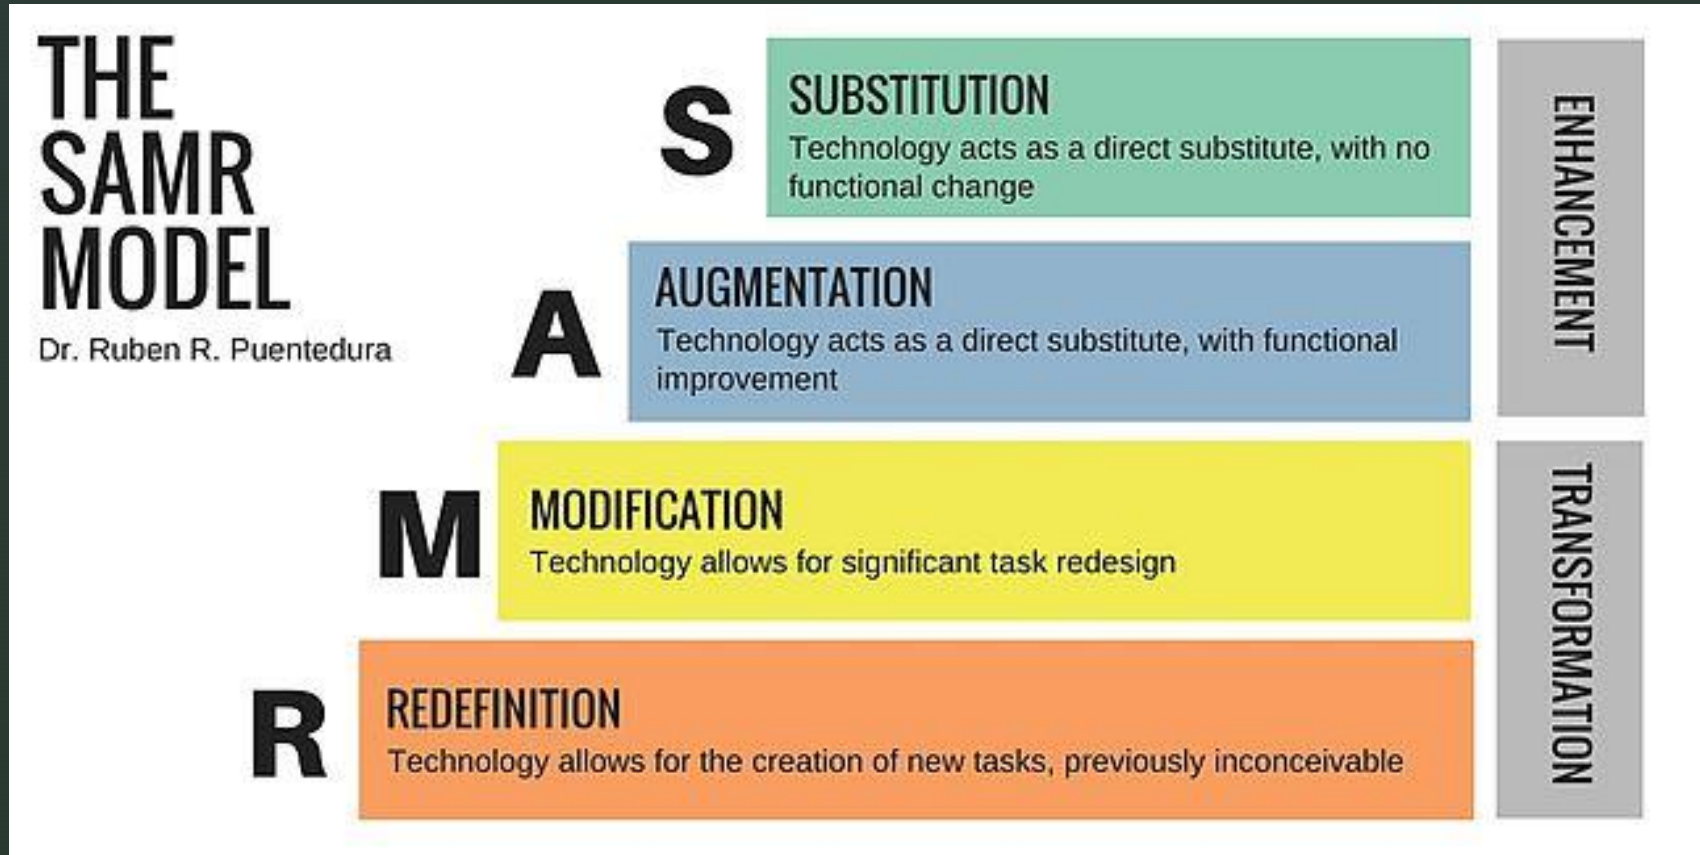 THE
SAMR
MODEL
Dr. Ruben R. Puentedura
S
SUBSTITUTION
Technology acts as a direct substitute, with no
functional change
A
AUGMENTATION
Technology acts as a direct substitute, with functional
improvement
ENHANCEMENT
M
MODIFICATION
Technology allows for significant task redesign
R
REDEFINITION
Technology allows for the creation of new tasks, previously inconceivable
TRANSFORMATION